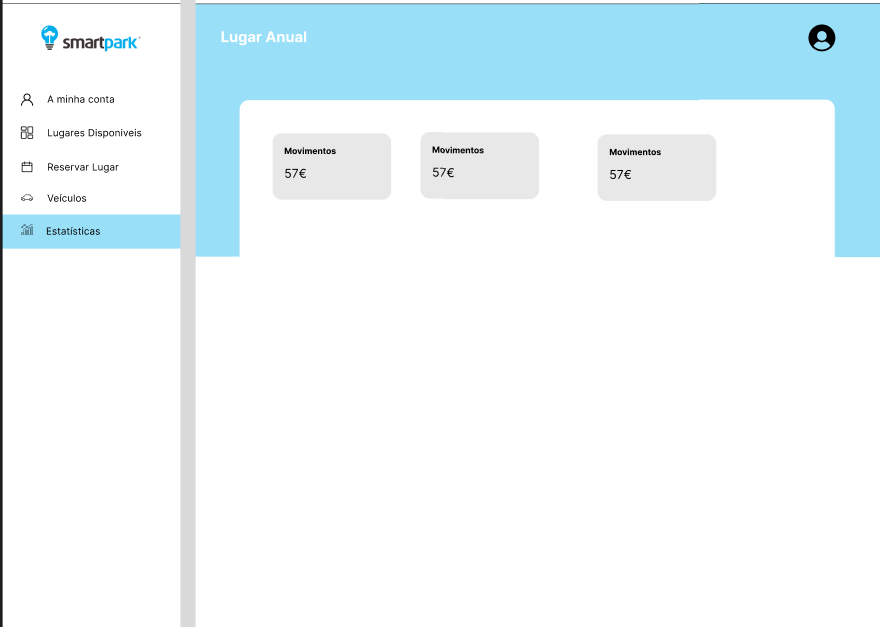 smartpark
A minha conta
Lugares Disponiveis
Reservar Lugar
Veículos
Estatísticas
Lugar Anual
Movimentos
57€
Movimentos
57€
Movimentos
57€